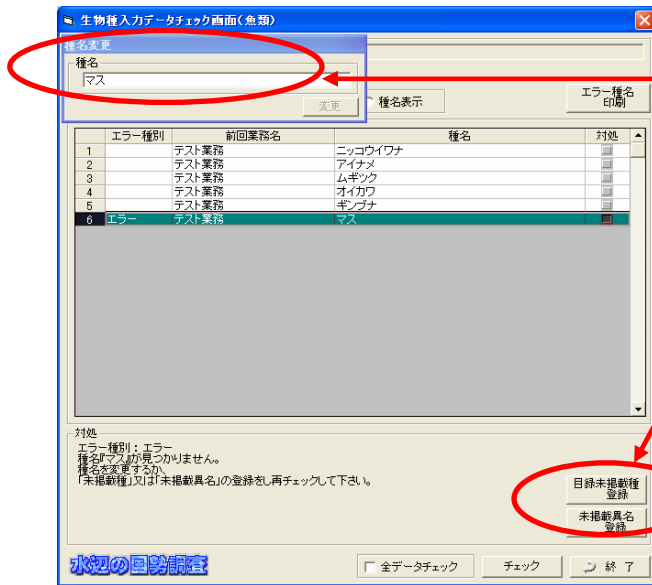 生物種入力データチェック画面(魚類)
種名変更
種名
マス
変更
種名表示
エラー種名
印刷
エラー種別 前回業務名 種名 対処
1 テスト業務 ニッコウイワナ
2 テスト業務 アイナメ
3 テスト業務 ムギツク
4 テスト業務 オイカワ
5 テスト業務 ギンブナ
6 エラー テスト業務 マス
対処
エラー種別:エラー
種名『マス』が見つかりません。
種名を変更するか、
「未掲載種」又は「未掲載異名」の登録をし再チェックして下さい。
目録未掲載種
登録
未掲載異名
登録
水辺の国勢調査
全データチェック
チェック
終 了